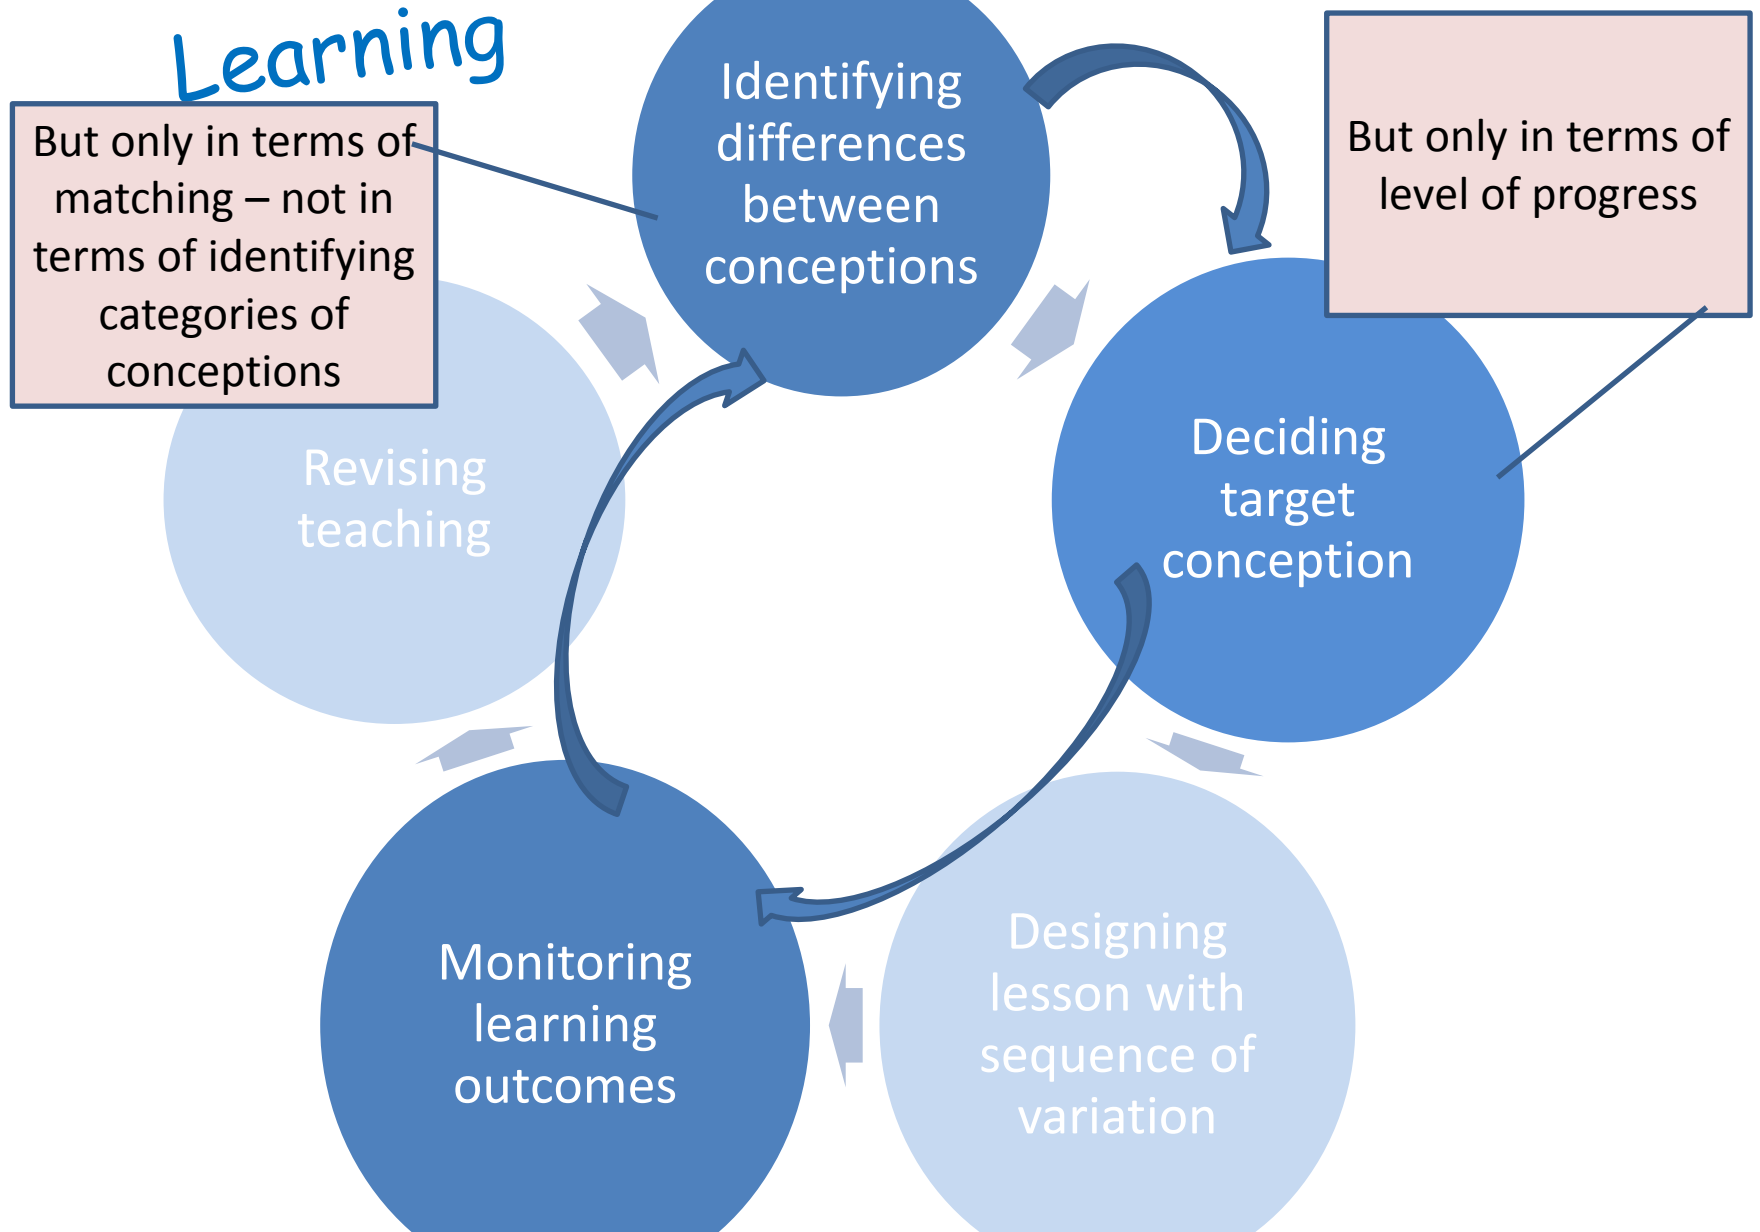 Learning
But only in terms of
matching – not in
terms of identifying
categories of
conceptions
Identifying
differences
between
conceptions
But only in terms of
level of progress
Revising
teaching
Deciding
target
conception
Monitoring
learning
outcomes
Designing
lesson with
sequence of
variation